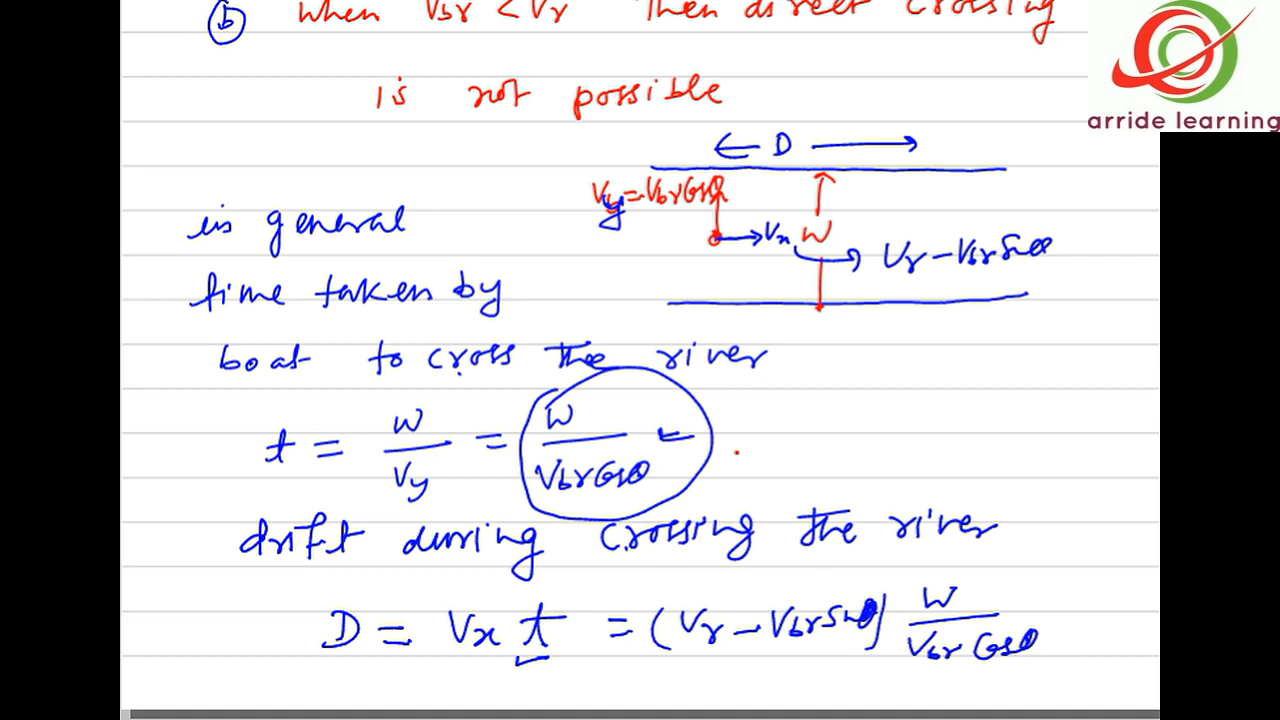 (b) When Vbr < Vr Then direct crossing
is not possible
arride learning
← D →
Vy = Vbr Cosθ
y
Vx W
Vr - Vbr Sinθ
is general
time taken by
boat to cross the river
t = W/Vy = W/Vbr Cosθ
drift during crossing the river
D = Vx t = (Vr - Vbr Sinθ) W/Vbr Cosθ